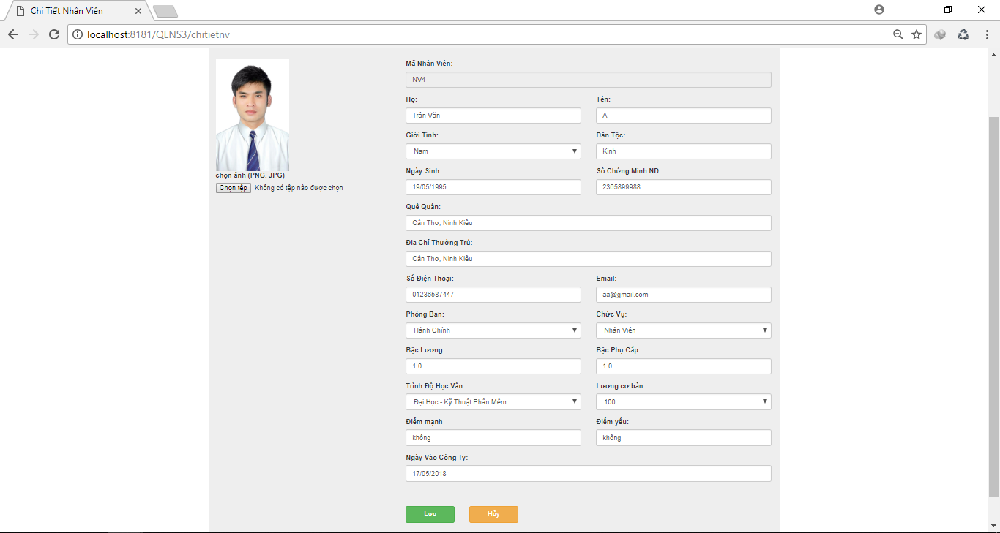 Chi Tiết Nhân Viên
localhost:8181/QLNS3/chitietnv
chọn ảnh (PNG, JPG)
Chọn tệp Không có tệp nào được chọn
Mã Nhân Viên:
NV4
Họ: Tên:
Trần Văn A
Giới Tính: Dân Tộc:
Nam Kinh
Ngày Sinh: Số Chứng Minh ND:
19/05/1995 2365899988
Quê Quán:
Cần Thơ, Ninh Kiều
Địa Chỉ Thường Trú:
Cần Thơ, Ninh Kiều
Số Điện Thoại: Email:
01236587447 aa@gmail.com
Phòng Ban: Chức Vụ:
Hành Chính Nhân Viên
Bậc Lương: Bậc Phụ Cấp:
1.0 1.0
Trình Độ Học Vấn: Lương cơ bản:
Đại Học - Kỹ Thuật Phần Mềm 100
Điểm mạnh Điểm yếu:
không không
Ngày Vào Công Ty:
17/05/2018
Lưu Hủy